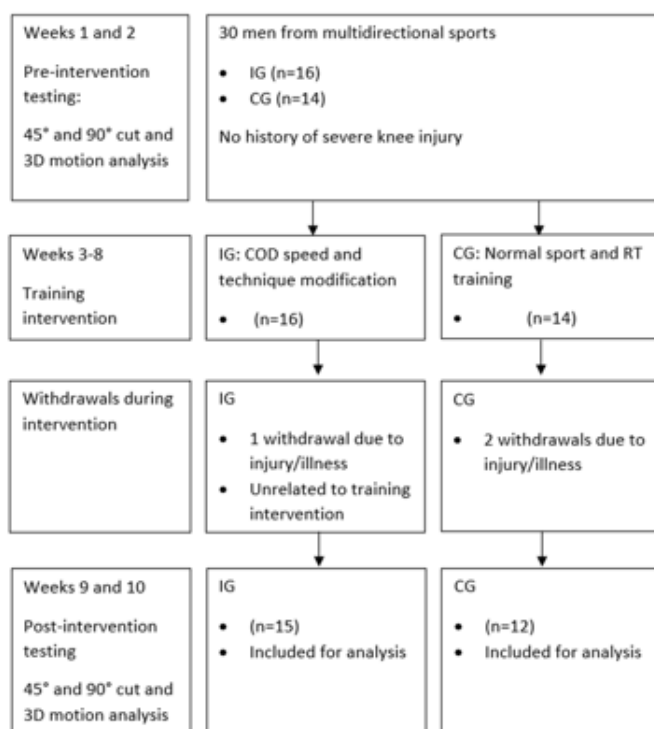 Weeks 1 and 2
Pre-intervention
testing:
45° and 90° cut and
3D motion analysis
30 men from multidirectional sports
• IG (n=16)
• CG (n=14)
No history of severe knee injury
Weeks 3-8
Training
intervention
IG: COD speed and
technique modification
• (n=16)
CG: Normal sport and RT
training
• (n=14)
Withdrawals during
intervention
IG
• 1 withdrawal due to
injury/illness
• Unrelated to training
intervention
CG
• 2 withdrawals due to
injury/illness
Weeks 9 and 10
Post-intervention
testing
45° and 90° cut and
3D motion analysis
IG
• (n=15)
• Included for analysis
CG
• (n=12)
• Included for analysis